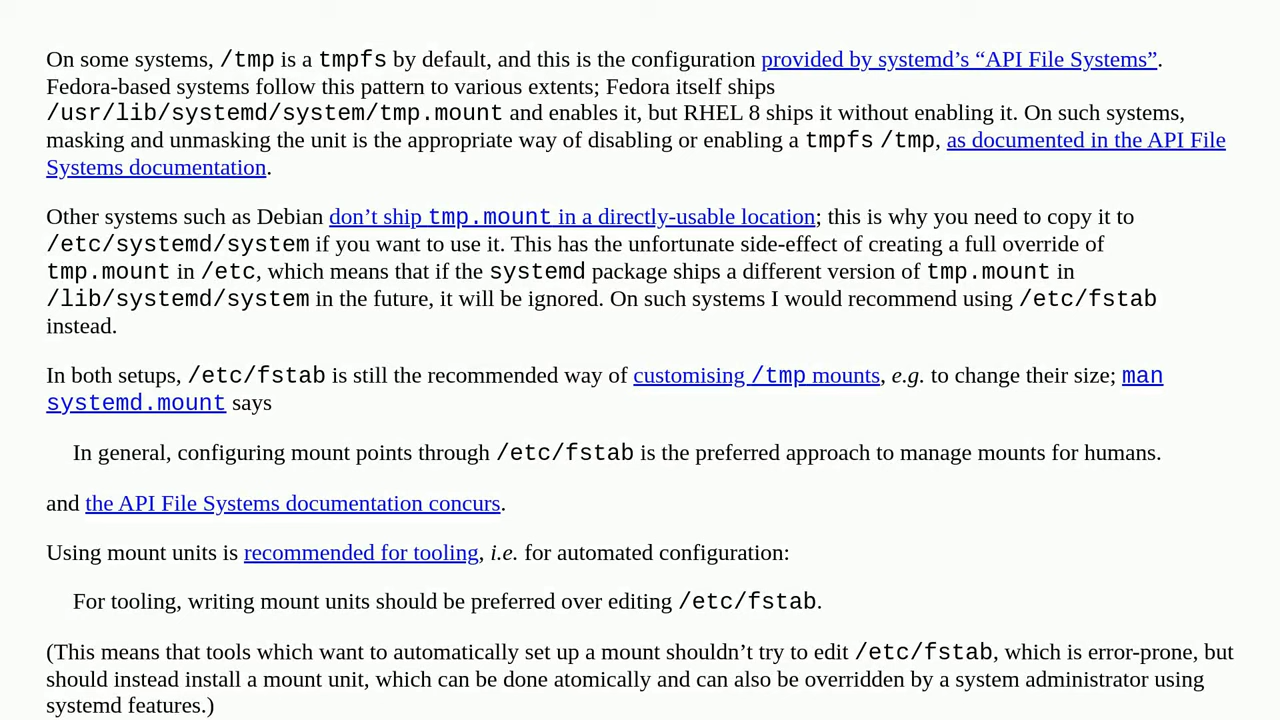 On some systems, /tmp is a tmpfs by default, and this is the configuration provided by systemd’s “API File Systems”.
Fedora-based systems follow this pattern to various extents; Fedora itself ships
/usr/lib/systemd/system/tmp.mount and enables it, but RHEL 8 ships it without enabling it. On such systems,
masking and unmasking the unit is the appropriate way of disabling or enabling a tmpfs /tmp, as documented in the API File
Systems documentation.
Other systems such as Debian don’t ship tmp.mount in a directly-usable location; this is why you need to copy it to
/etc/systemd/system if you want to use it. This has the unfortunate side-effect of creating a full override of
tmp.mount in /etc, which means that if the systemd package ships a different version of tmp.mount in
/lib/systemd/system in the future, it will be ignored. On such systems I would recommend using /etc/fstab
instead.
In both setups, /etc/fstab is still the recommended way of customising /tmp mounts, e.g. to change their size; man
systemd.mount says
In general, configuring mount points through /etc/fstab is the preferred approach to manage mounts for humans.
and the API File Systems documentation concurs.
Using mount units is recommended for tooling, i.e. for automated configuration:
For tooling, writing mount units should be preferred over editing /etc/fstab.
(This means that tools which want to automatically set up a mount shouldn’t try to edit /etc/fstab, which is error-prone, but
should instead install a mount unit, which can be done atomically and can also be overridden by a system administrator using
systemd features.)